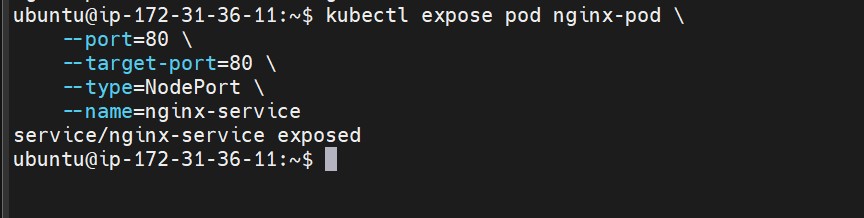 ubuntu@ip-172-31-36-11:~$ kubectl expose pod nginx-pod \
    --port=80 \
    --target-port=80 \
    --type=NodePort \
    --name=nginx-service
service/nginx-service exposed
ubuntu@ip-172-31-36-11:~$